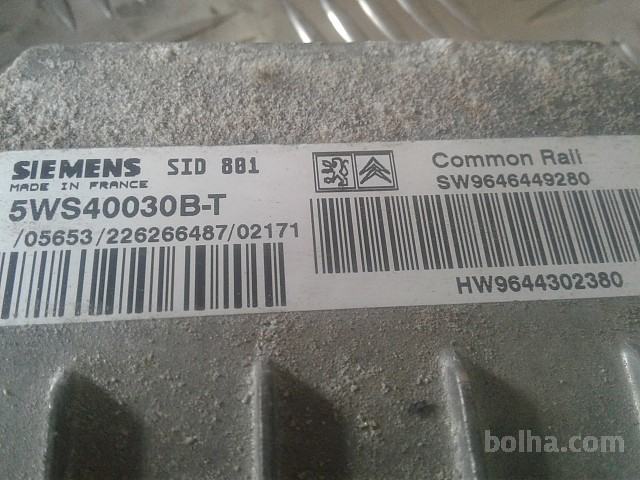 SIEMENS SID 801
MADE IN FRANCE
5WS40030B-T
/05653/226266487/02171
Common Rail
SW9646449280
HW9644302380
bolha.com